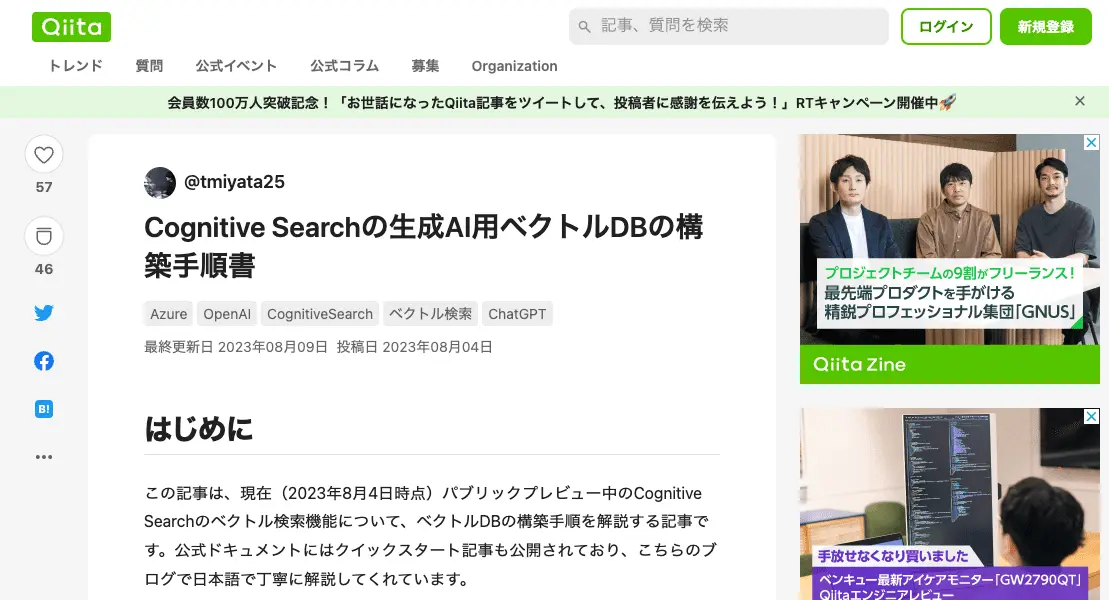 Qiita
記事、質問を検索
ログイン
新規登録
トレンド 質問 公式イベント 公式コラム 募集 Organization
会員数100万人突破記念！「お世話になったQiita記事をツイートして、投稿者に感謝を伝えよう！」RTキャンペーン開催中🚀
57
46
B!
@tmiyata25
Cognitive Searchの生成AI用ベクトルDBの構
築手順書
Azure OpenAI CognitiveSearch ベクトル検索 ChatGPT
最終更新日 2023年08月09日 投稿日 2023年08月04日
はじめに
この記事は、現在（2023年8月4日時点）パブリックプレビュー中のCognitive
Searchのベクトル検索機能について、ベクトルDBの構築手順を解説する記事で
す。公式ドキュメントにはクイックスタート記事も公開されており、こちらのブ
ログで日本語で丁寧に解説してくれています。
プロジェクトチームの9割がフリーランス！
最先端プロダクトを手がける
精鋭プロフェッショナル集団「GNUS」
Qiita Zine
手放せなくなり買いました
ベンキュー最新アイケアモニター「GW2790QT」
Qiitaエンジニアレビュー